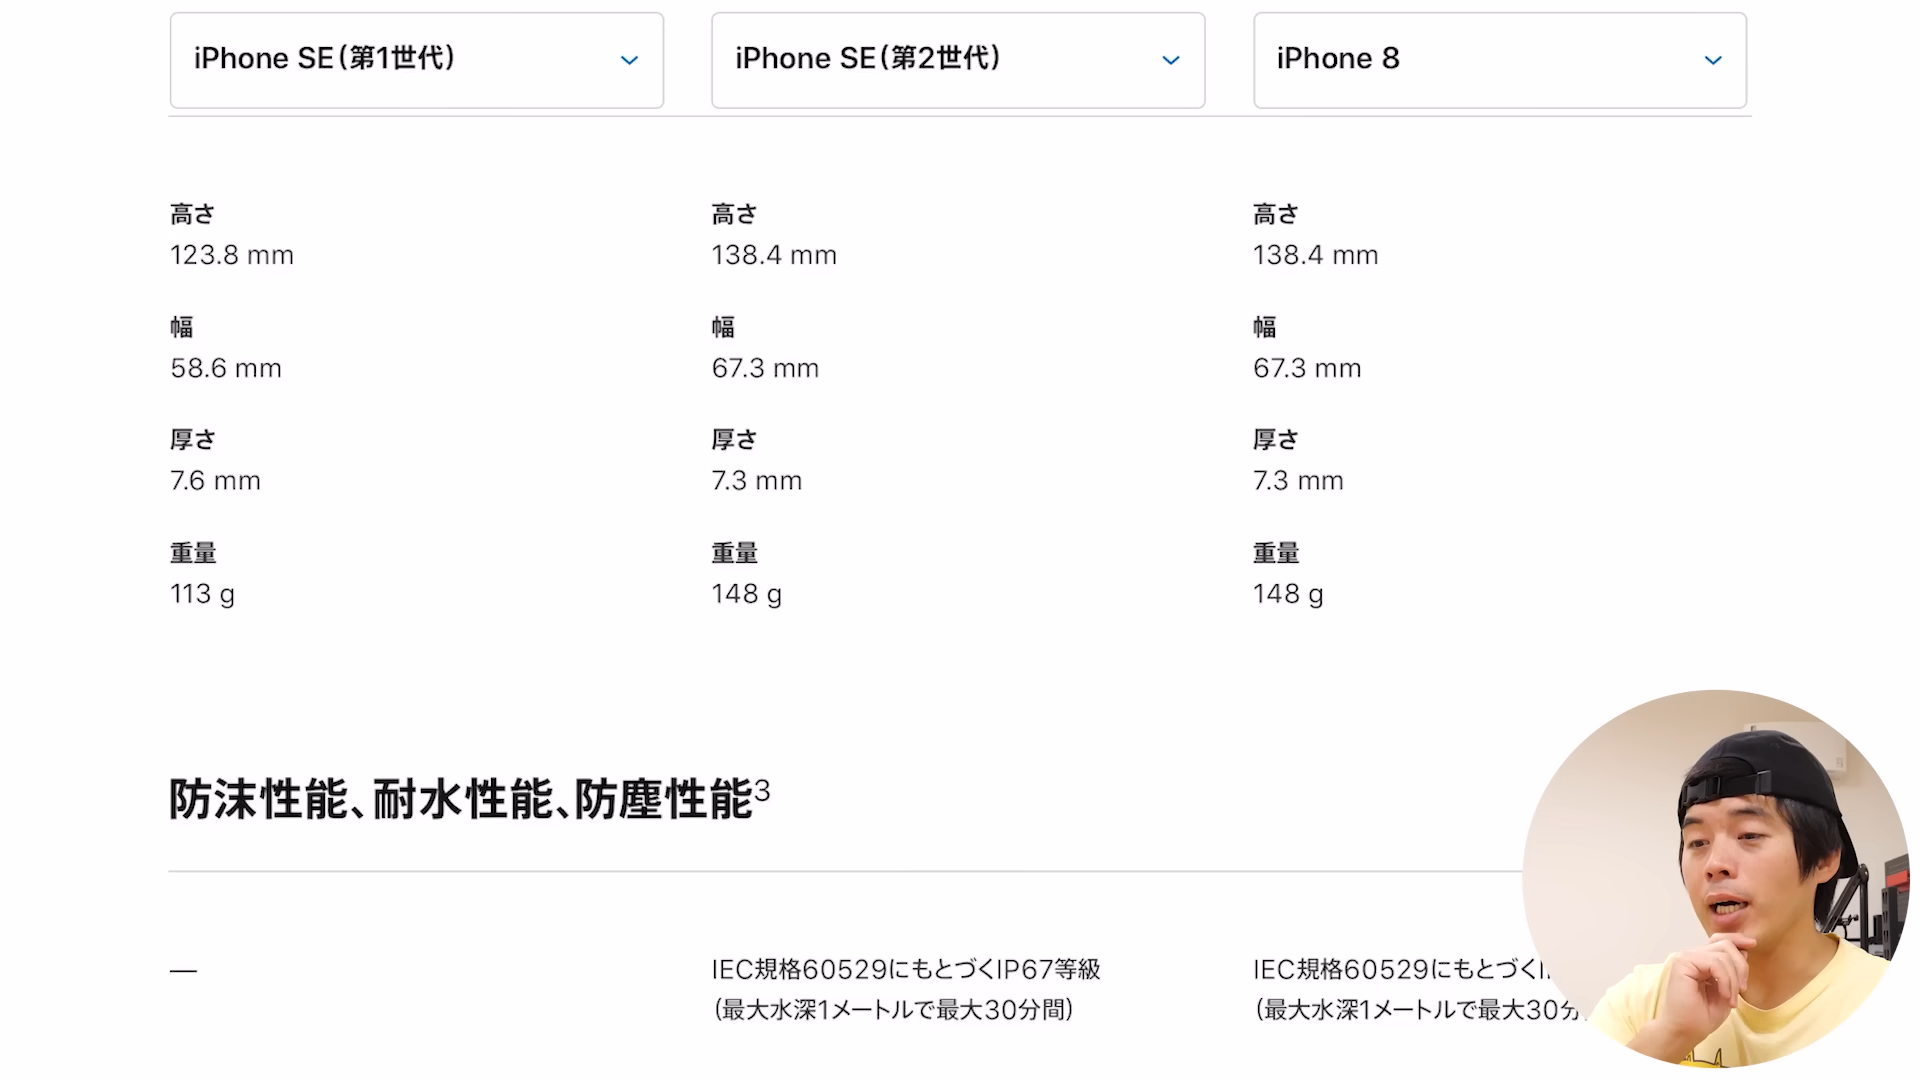 iPhone SE（第1世代）
iPhone SE（第2世代）
iPhone 8
高さ
123.8 mm
高さ
138.4 mm
高さ
138.4 mm
幅
58.6 mm
幅
67.3 mm
幅
67.3 mm
厚さ
7.6 mm
厚さ
7.3 mm
厚さ
7.3 mm
重量
113 g
重量
148 g
重量
148 g
防沫性能、耐水性能、防塵性能3
—
IEC規格60529にもとづくIP67等級
（最大水深1メートルで最大30分間）
IEC規格60529にもとづくI
（最大水深1メートルで最大30分